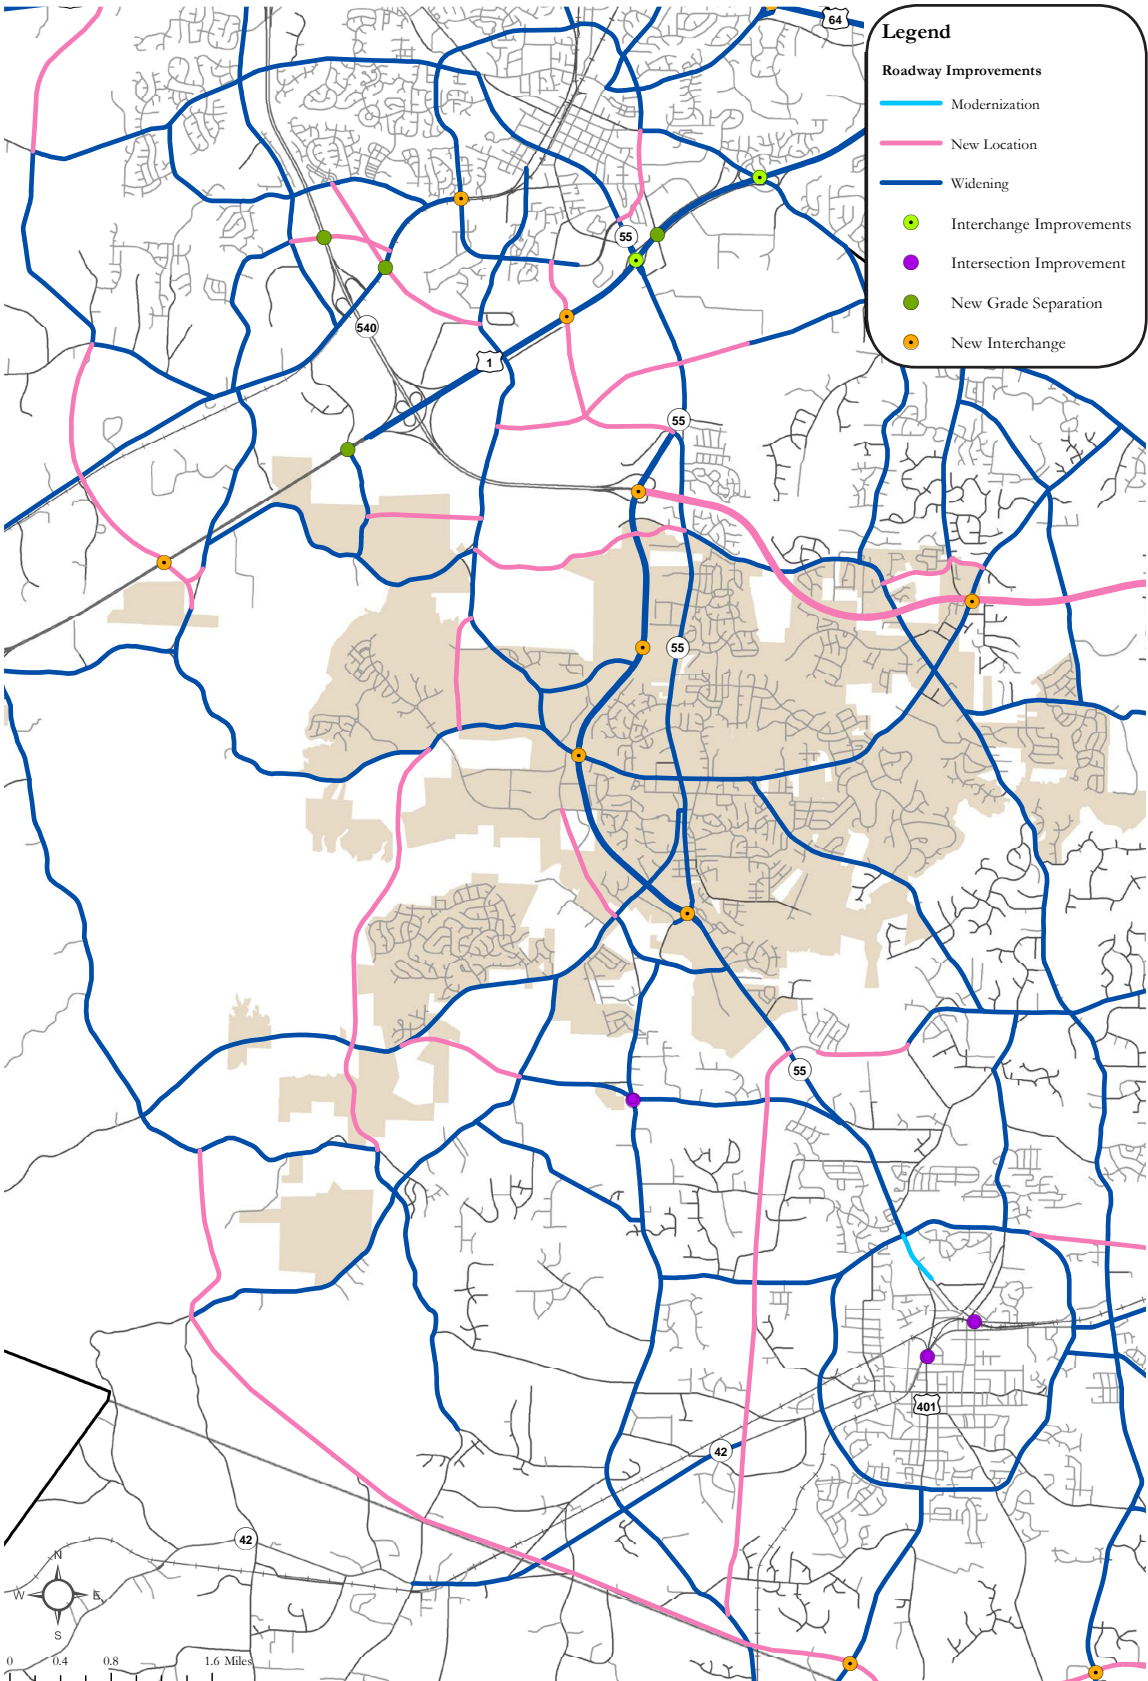 64
Legend
Roadway Improvements
Modernization
New Location
Widening
Interchange Improvements
Intersection Improvement
New Grade Separation
New Interchange
55
540
1
55
55
55
401
42
42
N
W E
S
0 0.4 0.8 1.6 Miles